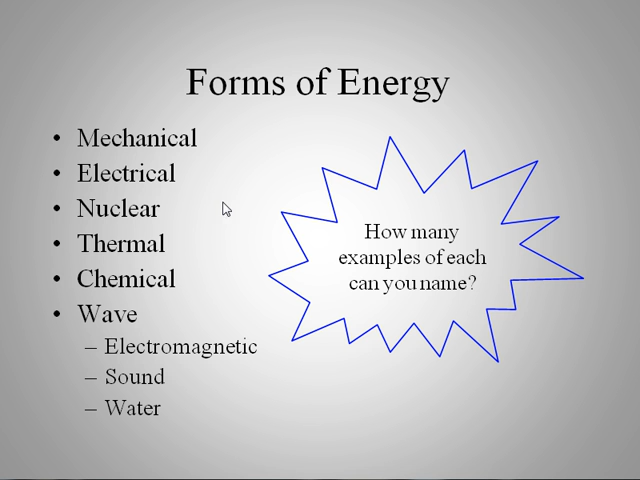 Forms of Energy
• Mechanical
• Electrical
• Nuclear
• Thermal
• Chemical
• Wave
– Electromagnetic
– Sound
– Water
How many
examples of each
can you name?